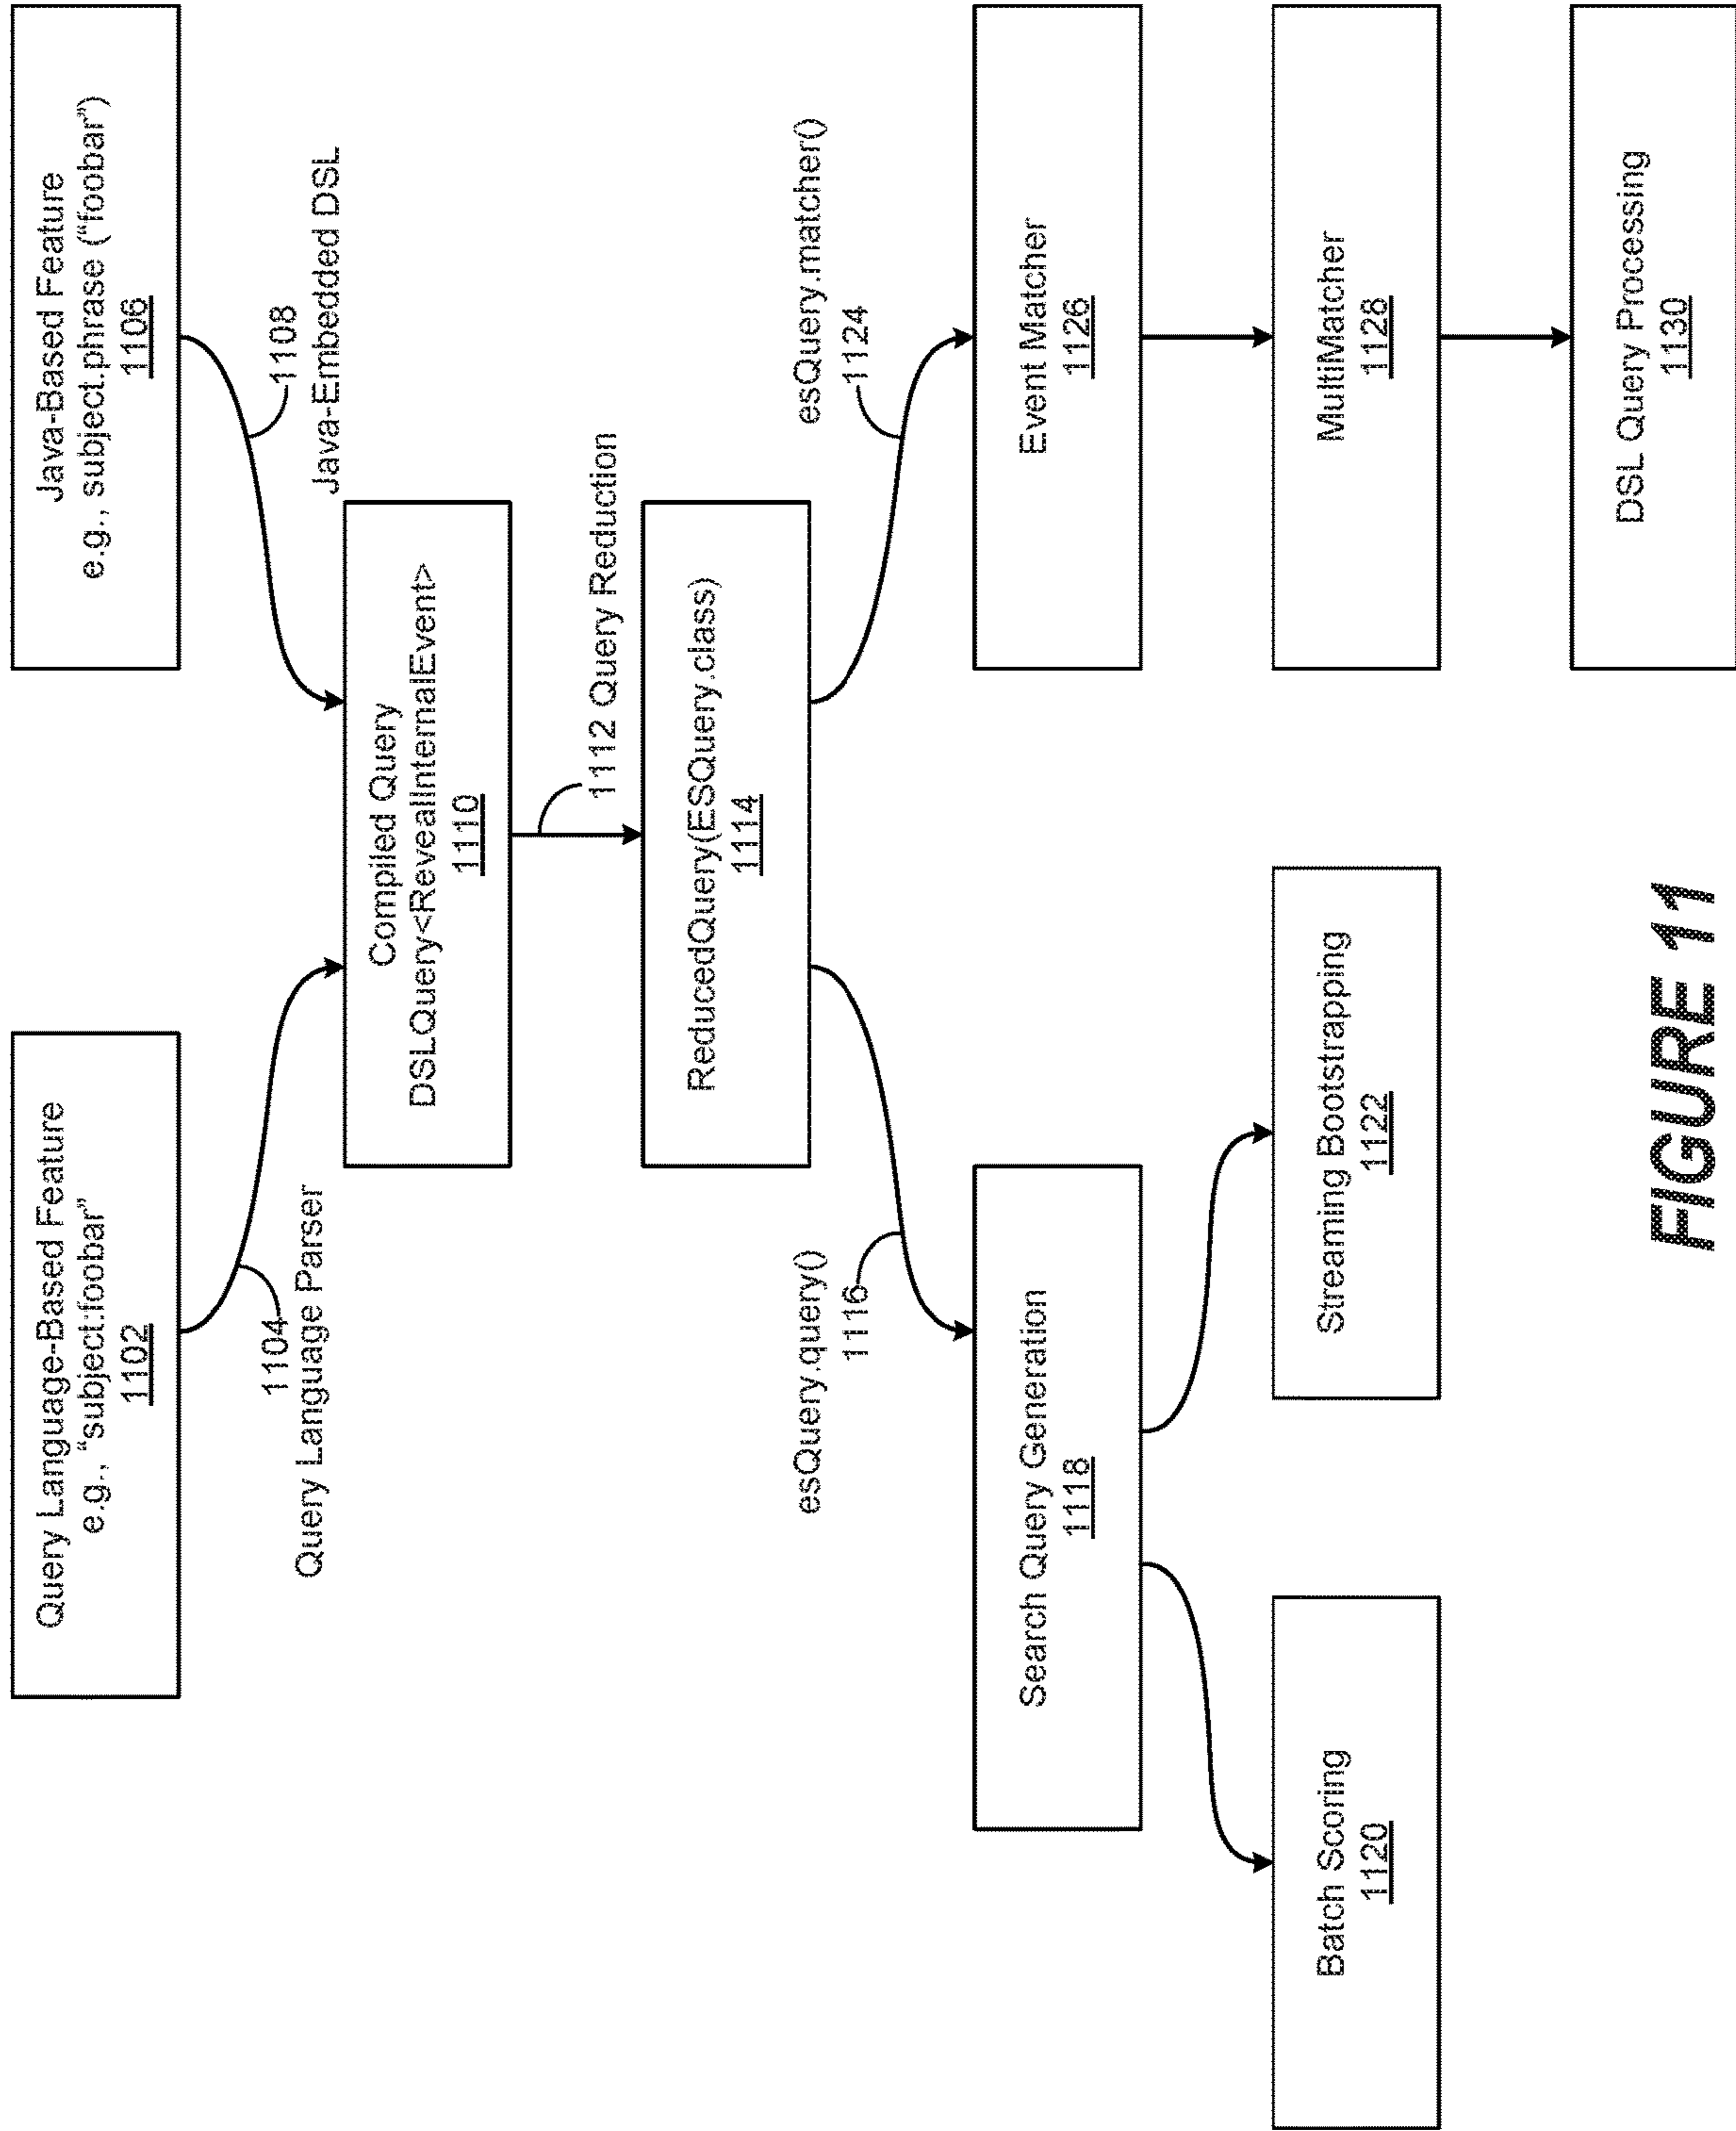 Query Language-Based Feature
e.g., “subject:foobar”
1102
Java-Based Feature
e.g., subject.phrase (“foobar”)
1106
1104
Query Language Parser
1108
Java-Embedded DSL
Compiled Query
DSLQuery<RevealInternalEvent>
1110
1112 Query Reduction
ReducedQuery(ESQuery.class)
1114
esQuery.query()
1116
esQuery.matcher()
1124
Search Query Generation
1118
Event Matcher
1126
Batch Scoring
1120
Streaming Bootstrapping
1122
MultiMatcher
1128
DSL Query Processing
1130
FIGURE 11